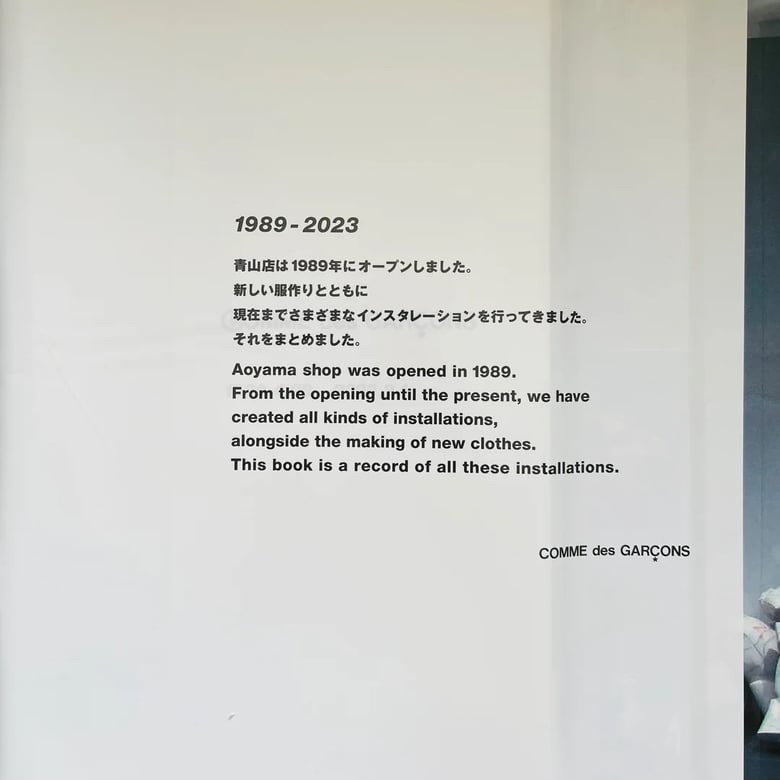 1989-2023
青山店は1989年にオープンしました。
新しい服作りとともに
現在までさまざまなインスタレーションを行ってきました。
それをまとめました。
Aoyama shop was opened in 1989.
From the opening until the present, we have
created all kinds of installations,
alongside the making of new clothes.
This book is a record of all these installations.
COMME des GARÇONS